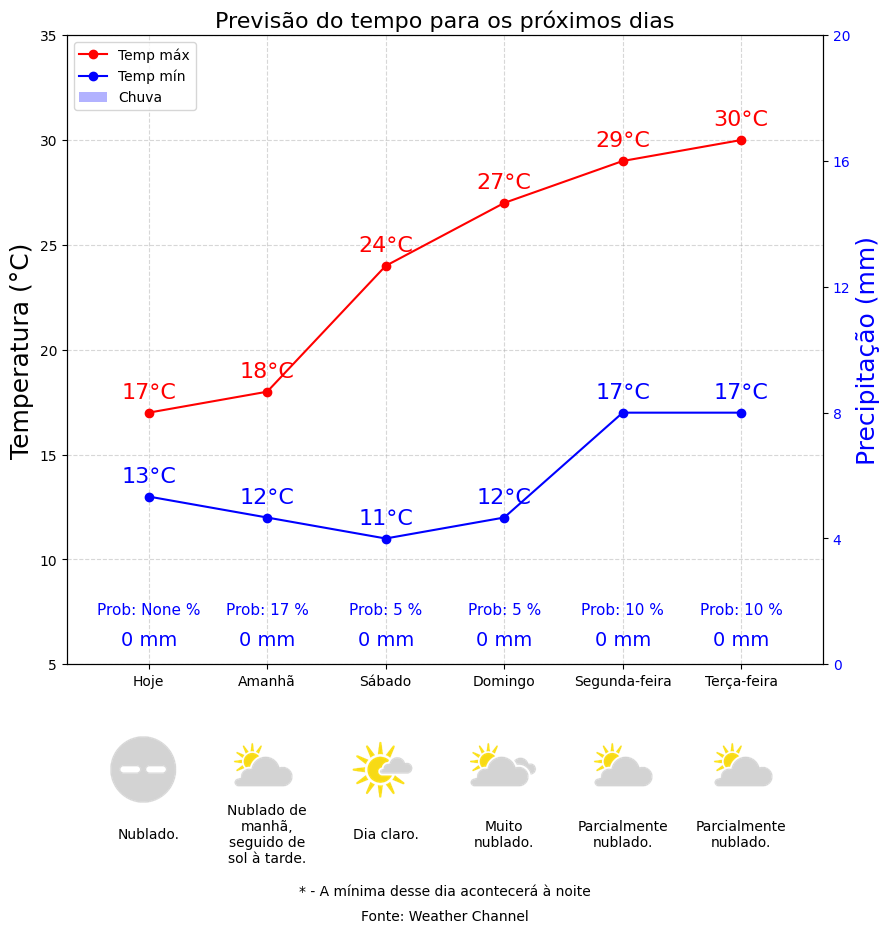 Previsão do tempo para os próximos dias
Temp máx
Temp mín
Chuva
Temperatura (°C)
35
30
25
20
15
10
5
Precipitação (mm)
20
16
12
8
4
0
17°C
18°C
24°C
27°C
29°C
30°C
13°C
12°C
11°C
12°C
17°C
17°C
Prob: None % Prob: 17 % Prob: 5 % Prob: 5 % Prob: 10 % Prob: 10 %
0 mm 0 mm 0 mm 0 mm 0 mm 0 mm
Hoje Amanhã Sábado Domingo Segunda-feira Terça-feira
Nublado.
Nublado de
manhã,
seguido de
sol à tarde.
Dia claro.
Muito
nublado.
Parcialmente
nublado.
Parcialmente
nublado.
* - A mínima desse dia acontecerá à noite
Fonte: Weather Channel